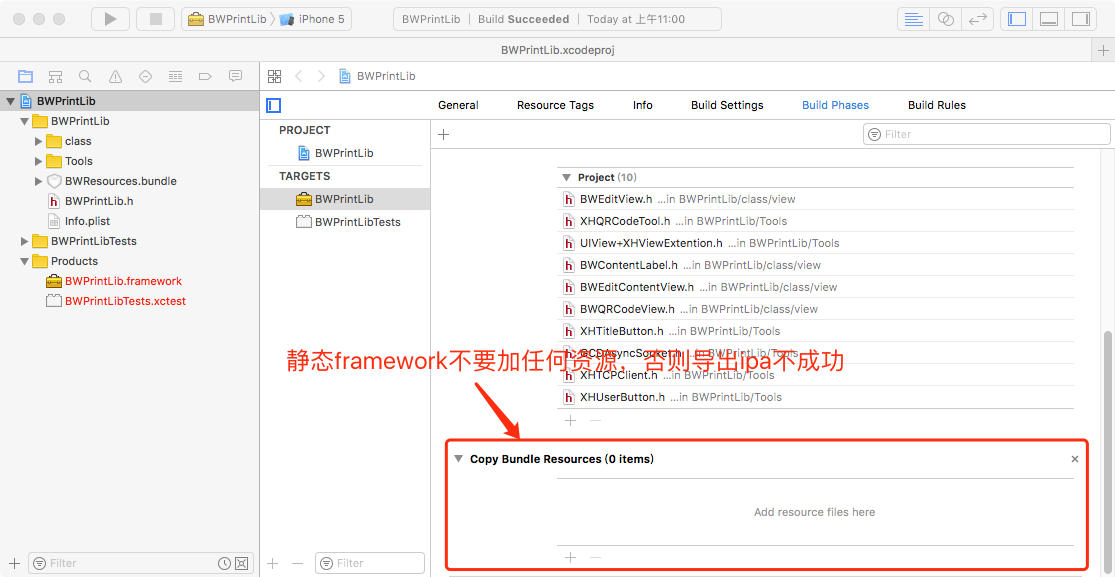 BWPrintLib
iPhone 5
BWPrintLib | Build Succeeded | Today at 上午11:00
BWPrintLib.xcodeproj
BWPrintLib
BWPrintLib
BWPrintLib
class
Tools
BWResources.bundle
BWPrintLib.h
Info.plist
BWPrintLibTests
Products
BWPrintLib.framework
BWPrintLibTests.xctest
Filter
General
Resource Tags
Info
Build Settings
Build Phases
Build Rules
PROJECT
BWPrintLib
TARGETS
BWPrintLib
BWPrintLibTests
Filter
Filter
Project (10)
BWEditView.h ...in BWPrintLib/class/view
XHQRCodeTool.h ...in BWPrintLib/Tools
UIView+XHViewExtention.h ...in BWPrintLib/Tools
BWContentLabel.h ...in BWPrintLib/class/view
BWEditContentView.h ...in BWPrintLib/class/view
BWQRCodeView.h ...in BWPrintLib/class/view
XHTitleButton.h ...in BWPrintLib/Tools
GCDAsyncSocket.h ...in BWPrintLib/Tools
静态framework不要加任何资源，否则导出ipa不成功
XHTCPClient.h ...in BWPrintLib/Tools
XHUserButton.h ...in BWPrintLib/Tools
Copy Bundle Resources (0 items)
Add resource files here